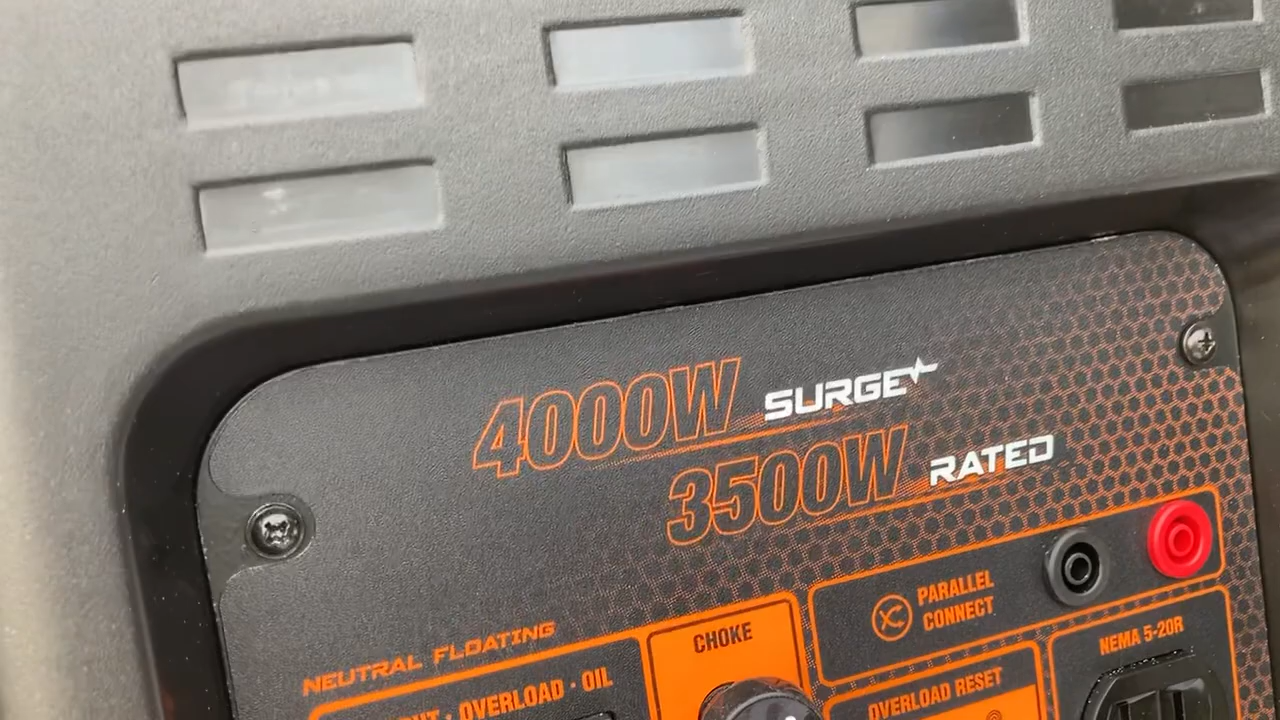 4000W SURGE
3500W RATED
PARALLEL
CONNECT
NEUTRAL FLOATING
CHOKE
NEMA 5-20R
· OVERLOAD · OIL
OVERLOAD RESET